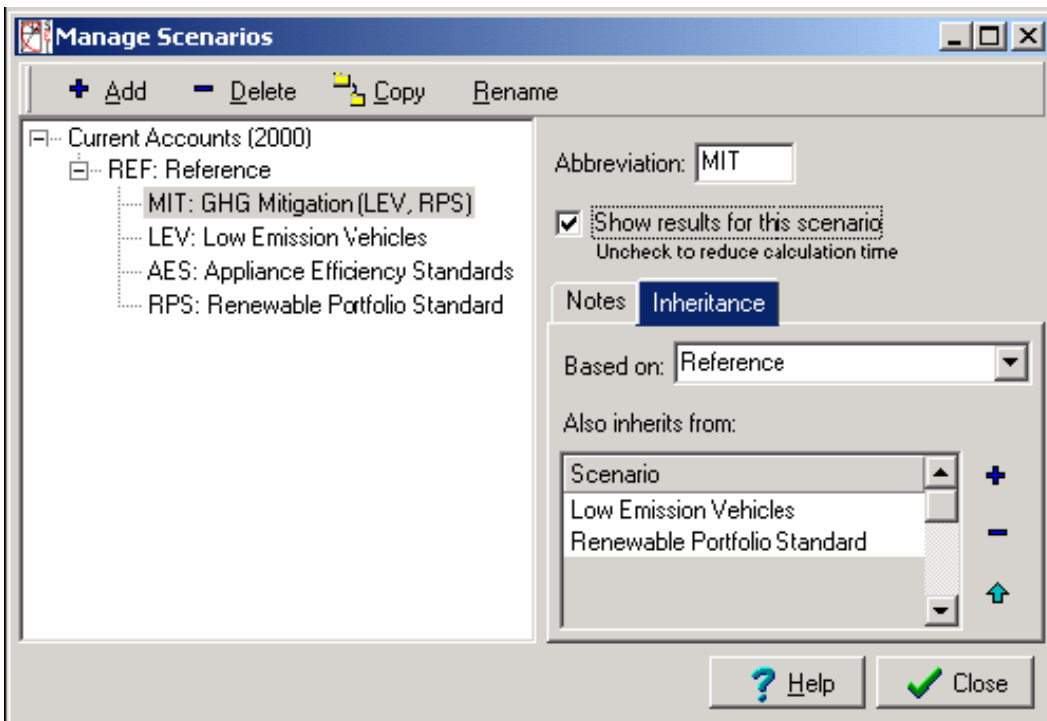 Manage Scenarios
Add Delete Copy Rename
Current Accounts (2000)
REF: Reference
MIT: GHG Mitigation (LEV, RPS)
LEV: Low Emission Vehicles
AES: Appliance Efficiency Standards
RPS: Renewable Portfolio Standard
Abbreviation: MIT
Show results for this scenario
Uncheck to reduce calculation time
Notes Inheritance
Based on: Reference
Also inherits from:
Scenario
Low Emission Vehicles
Renewable Portfolio Standard
Help Close